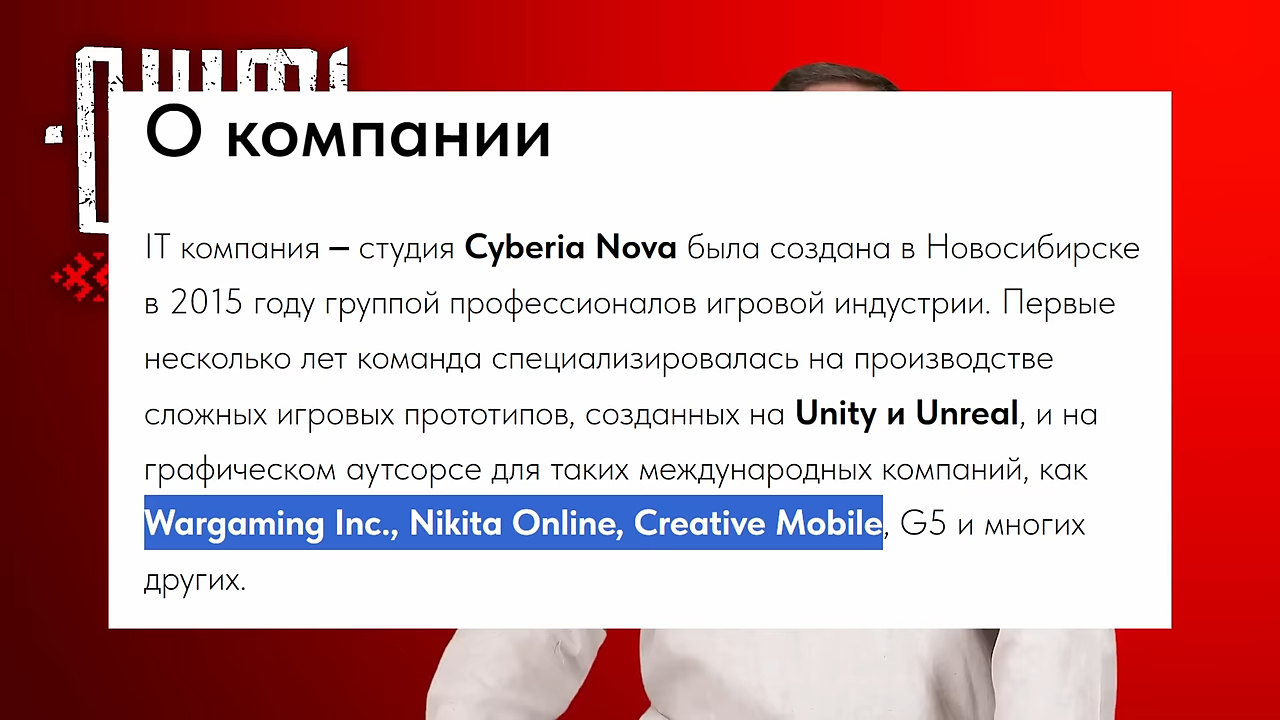 О компании
IT компания – студия Cyberia Nova была создана в Новосибирске
в 2015 году группой профессионалов игровой индустрии. Первые
несколько лет команда специализировалась на производстве
сложных игровых прототипов, созданных на Unity и Unreal, и на
графическом аутсорсе для таких международных компаний, как
Wargaming Inc., Nikita Online, Creative Mobile, G5 и многих
других.